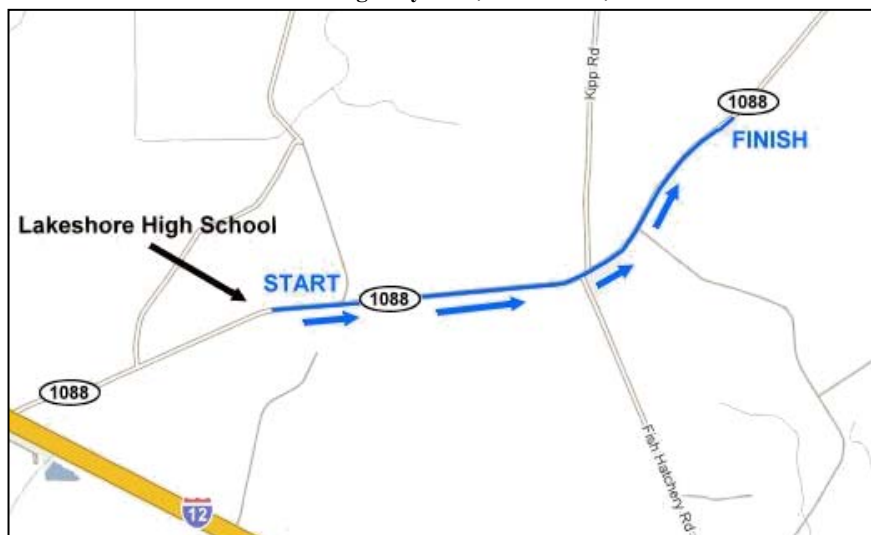 Kipp Rd
1088
FINISH
Lakeshore High School
START
1088
1088
Fish Hatchery Rd
12